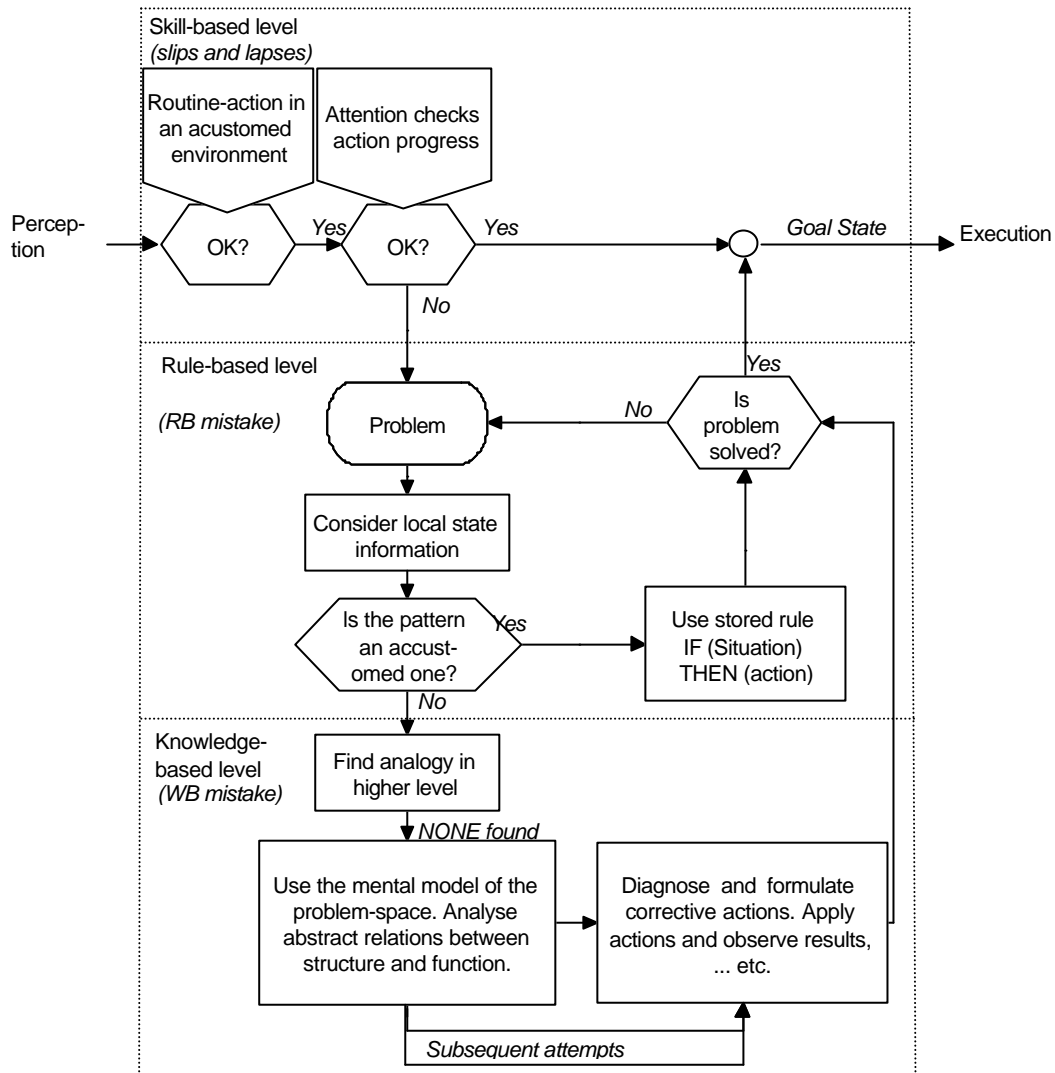 Skill-based level
(slips and lapses)
Routine-action in
an acustomed
environment
Attention checks
action progress
Percep-
tion
OK?
Yes
OK?
Yes
Goal State
Execution
No
Rule-based level
(RB mistake)
Problem
No
Yes
Is
problem
solved?
Consider local state
information
Is the pattern
an accust-
omed one?
Yes
Use stored rule
IF (Situation)
THEN (action)
No
Knowledge-
based level
(WB mistake)
Find analogy in
higher level
NONE found
Use the mental model of the
problem-space. Analyse
abstract relations between
structure and function.
Diagnose and formulate
corrective actions. Apply
actions and observe results,
... etc.
Subsequent attempts